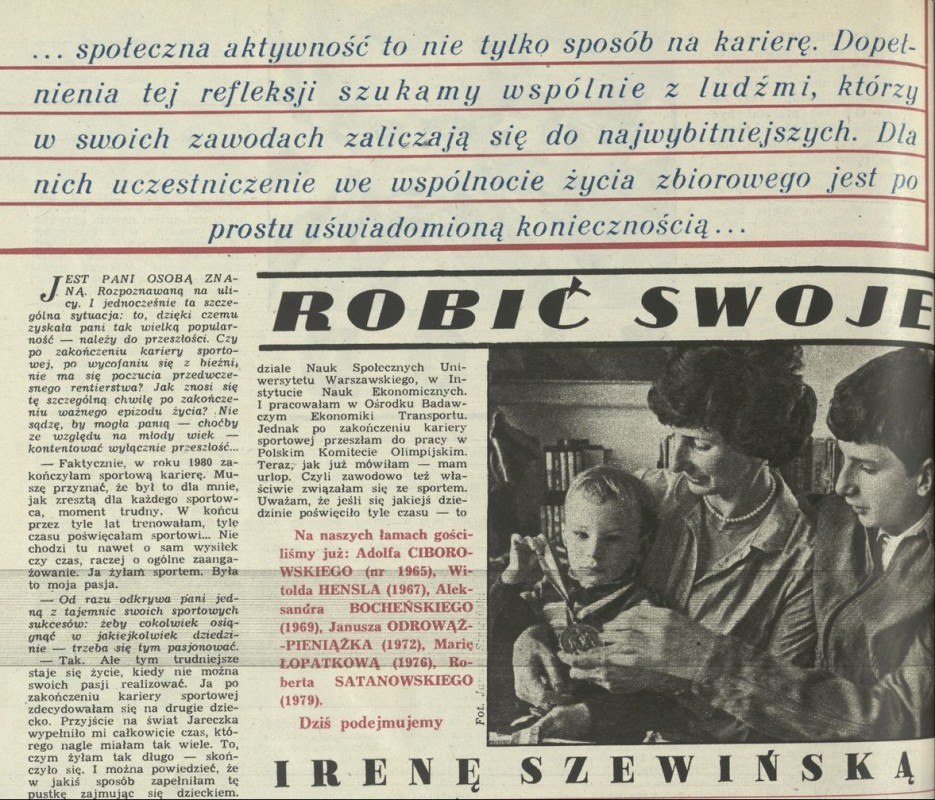 ... społeczna aktywność to nie tylko sposób na karierę. Dopeł-
nienia tej refleksji szukamy wspólnie z ludźmi, którzy
w swoich zawodach zaliczają się do najwybitniejszych. Dla
nich uczestniczenie we wspólnocie życia zbiorowego jest po
prostu uświadomioną koniecznością...
ROBIĆ SWOJE
JEST PANI OSOBĄ ZNA-
NĄ. Rozpoznawaną na uli-
cy. I jednocześnie ta szcze-
gólna sytuacja: to, dzięki czemu
zyskała pani tak wielką popular-
ność — należy do przeszłości. Czy
po zakończeniu kariery sporto-
wej, po wycofaniu się z bieżni,
nie ma się poczucia przedwcze-
snego rentierstwa? Jak znosi się
tę szczególną chwilę po zakończe-
niu ważnego epizodu życia? Nie
sądzę, by mogła panią — choćby
ze względu na młody wiek —
kontentować wyłącznie przeszłość...
— Faktycznie, w roku 1980 za-
kończyłam sportową karierę. Mu-
szę przyznać, że był to dla mnie,
jak zresztą dla każdego sportow-
ca, moment trudny. W końcu
przez tyle lat trenowałam, tyle
czasu poświęcałam sportowi... Nie
chodzi tu nawet o sam wysiłek
czy czas, raczej o ogólne zaanga-
żowanie. Ja żyłam sportem. Była
to moja pasja.
— Od razu odkrywa pani jed-
ną z tajemnic swoich sportowych
sukcesów: żeby cokolwiek osią-
gnąć w jakiejkolwiek dziedzi-
nie — trzeba się tym pasjonować.
— Tak. Ale tym trudniejsze
staje się życie, kiedy nie można
swoich pasji realizować. Ja po
zakończeniu kariery sportowej
zdecydowałam się na drugie dzie-
cko. Przyjście na świat Jareczka
wypełniło mi całkowicie czas, któ-
rego nagle miałam tak wiele. To,
czym żyłam tak długo — skoń-
czyło się. I można powiedzieć, że
w jakiś sposób zapełniłam tę
pustkę zajmując się dzieckiem.
dziale Nauk Społecznych Uni-
wersytetu Warszawskiego, w In-
stytucie Nauk Ekonomicznych.
I pracowałam w Ośrodku Badaw-
czym Ekonomiki Transportu.
Jednak po zakończeniu kariery
sportowej przeszłam do pracy w
Polskim Komitecie Olimpijskim.
Teraz, jak już mówiłam — mam
urlop. Czyli zawodowo też wła-
ściwie związałam się ze sportem.
Uważam, że jeśli się jakiejś dzie-
dzinie poświęciło tyle czasu — to
Na naszych łamach gości-
liśmy już: Adolfa CIBORO-
WSKIEGO (nr 1965), Wi-
tolda HENSLA (1967), Alek-
sandra BOCHEŃSKIEGO
(1969), Janusza ODROWĄŻ-
-PIENIĄŻKA (1972), Marię
ŁOPATKOWĄ (1976), Ro-
berta SATANOWSKIEGO
(1979).
Dziś podejmujemy
Fot.
IRENĘ SZEWIŃSKĄ